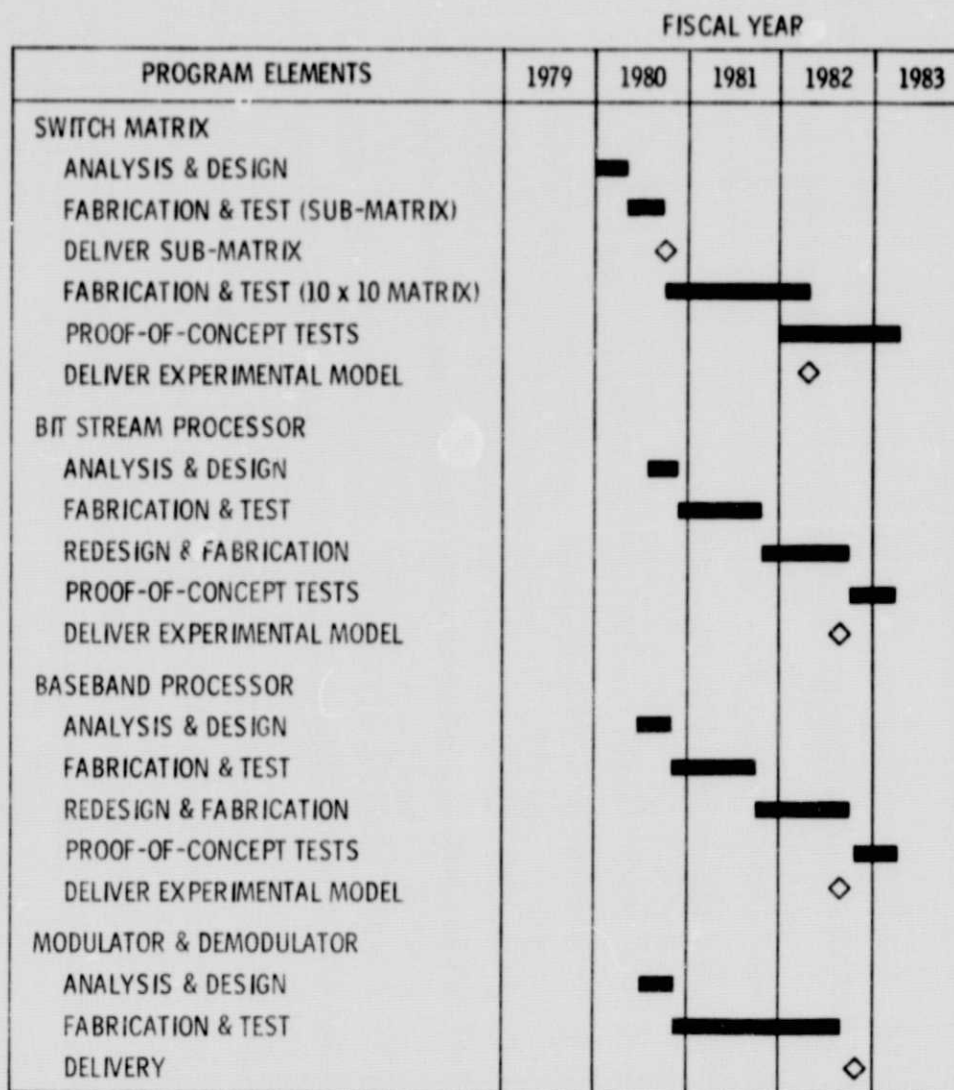 FISCAL YEAR
PROGRAM ELEMENTS 1979 1980 1981 1982 1983
SWITCH MATRIX
ANALYSIS & DESIGN
FABRICATION & TEST (SUB-MATRIX)
DELIVER SUB-MATRIX
FABRICATION & TEST (10 x 10 MATRIX)
PROOF-OF-CONCEPT TESTS
DELIVER EXPERIMENTAL MODEL
BIT STREAM PROCESSOR
ANALYSIS & DESIGN
FABRICATION & TEST
REDESIGN & FABRICATION
PROOF-OF-CONCEPT TESTS
DELIVER EXPERIMENTAL MODEL
BASEBAND PROCESSOR
ANALYSIS & DESIGN
FABRICATION & TEST
REDESIGN & FABRICATION
PROOF-OF-CONCEPT TESTS
DELIVER EXPERIMENTAL MODEL
MODULATOR & DEMODULATOR
ANALYSIS & DESIGN
FABRICATION & TEST
DELIVERY